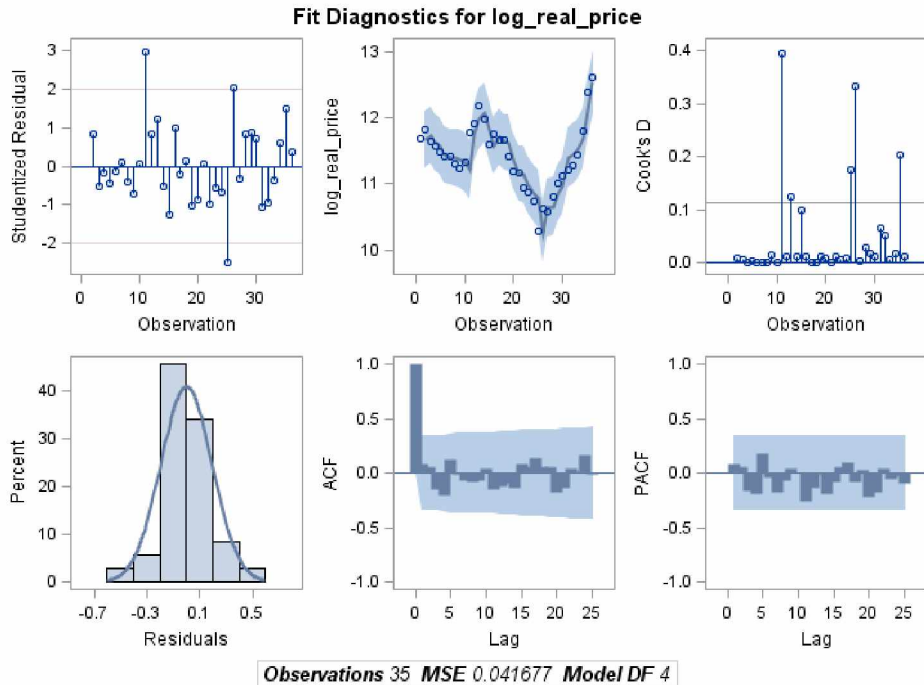 Fit Diagnostics for log_real_price
Studentized Residual
3
2
1
0
-1
-2
0 10 20 30
Observation
log_real_price
13
12
11
10
0 10 20 30
Observation
Cook's D
0.4
0.3
0.2
0.1
0.0
0 10 20 30
Observation
Percent
40
30
20
10
0
-0.7 -0.3 0.1 0.5
Residuals
ACF
1.0
0.5
0.0
-0.5
-1.0
0 5 10 15 20 25
Lag
PACF
1.0
0.5
0.0
-0.5
-1.0
0 5 10 15 20 25
Lag
Observations 35 MSE 0.041677 Model DF 4